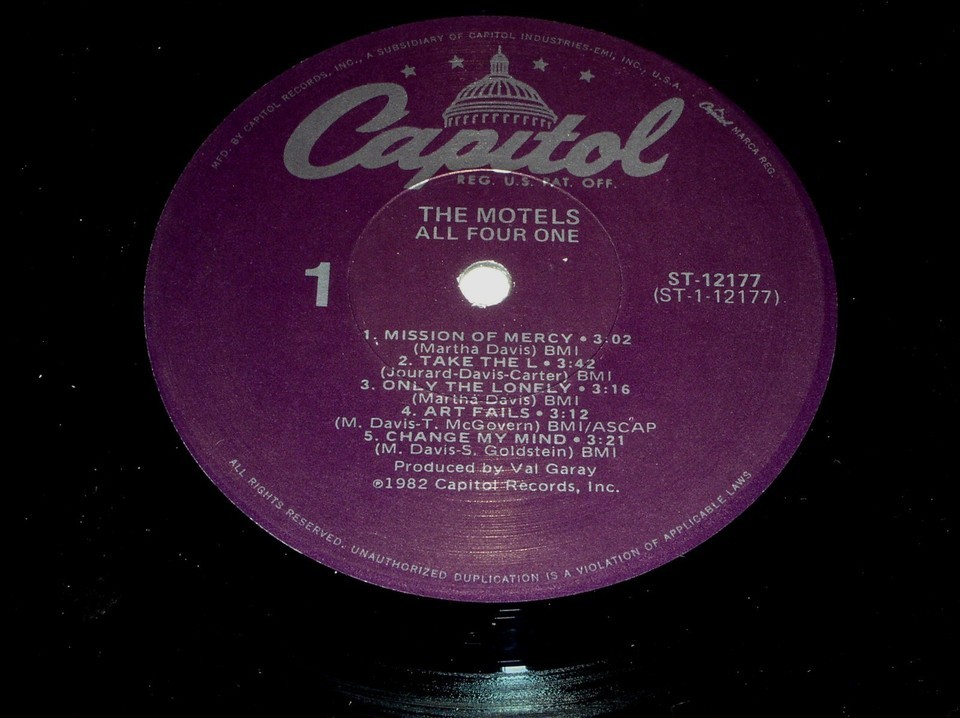 MFD. BY CAPITOL RECORDS, INC., A SUBSIDIARY OF CAPITOL INDUSTRIES-EMI, INC., U.S.A.
Capitol MARCA REG.
Capitol
REG. U.S. PAT. OFF.
THE MOTELS
ALL FOUR ONE
1
ST-12177
(ST-1-12177)
1. MISSION OF MERCY • 3:02
(Martha Davis) BMI
2. TAKE THE L • 3:42
(Jourard-Davis-Carter) BMI
3. ONLY THE LONELY • 3:16
(Martha Davis) BMI
4. ART FAILS • 3:12
(M. Davis-T. McGovern) BMI/ASCAP
5. CHANGE MY MIND • 3:21
(M. Davis-S. Goldstein) BMI
Produced by Val Garay
℗1982 Capitol Records, Inc.
ALL RIGHTS RESERVED. UNAUTHORIZED DUPLICATION IS A VIOLATION OF APPLICABLE LAWS